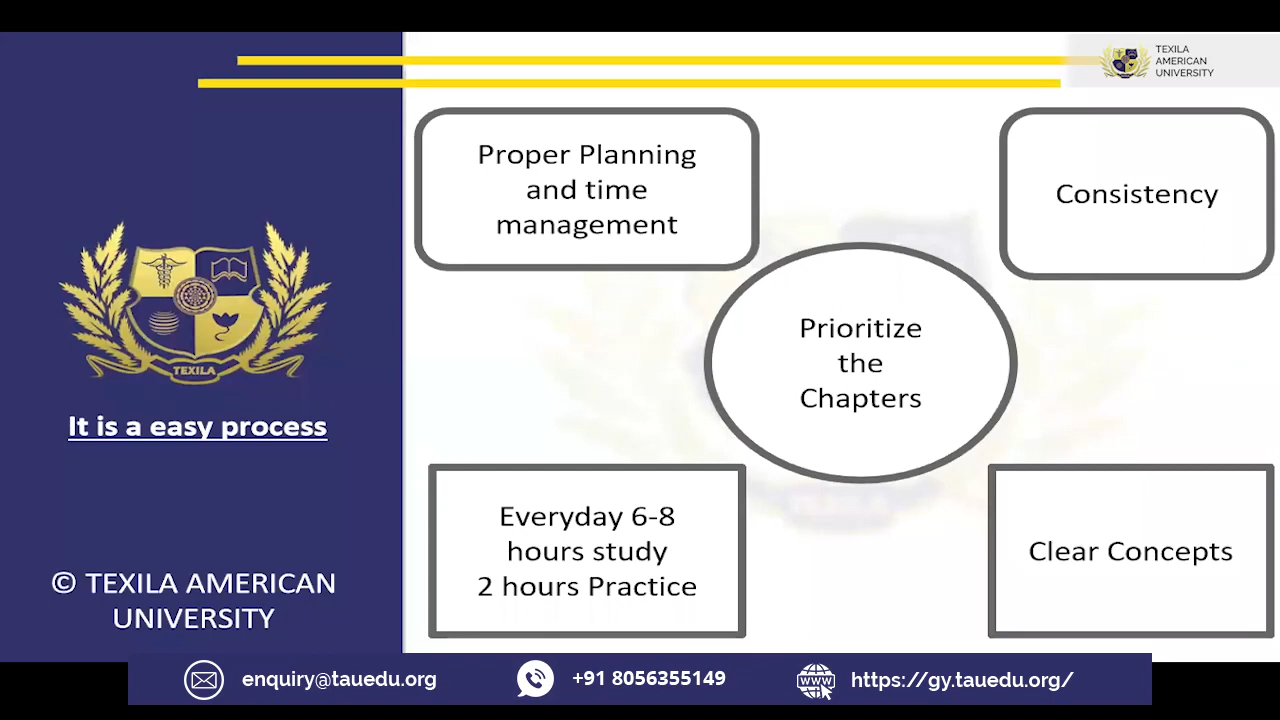 TEXILA
AMERICAN
UNIVERSITY
Proper Planning
and time
management
Consistency
Prioritize
the
Chapters
TEXILA
It is a easy process
Everyday 6-8
hours study
2 hours Practice
Clear Concepts
© TEXILA AMERICAN
UNIVERSITY
enquiry@tauedu.org
+91 8056355149
www
https://gy.tauedu.org/